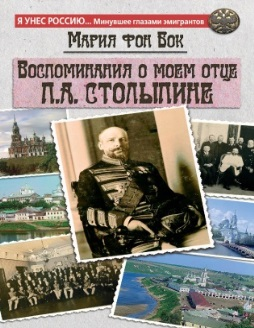 Я УНЕС РОССИЮ... Минувшее глазами эмигрантов
Мария фон Бок
Воспоминания о моем отце
П.А. Столыпине